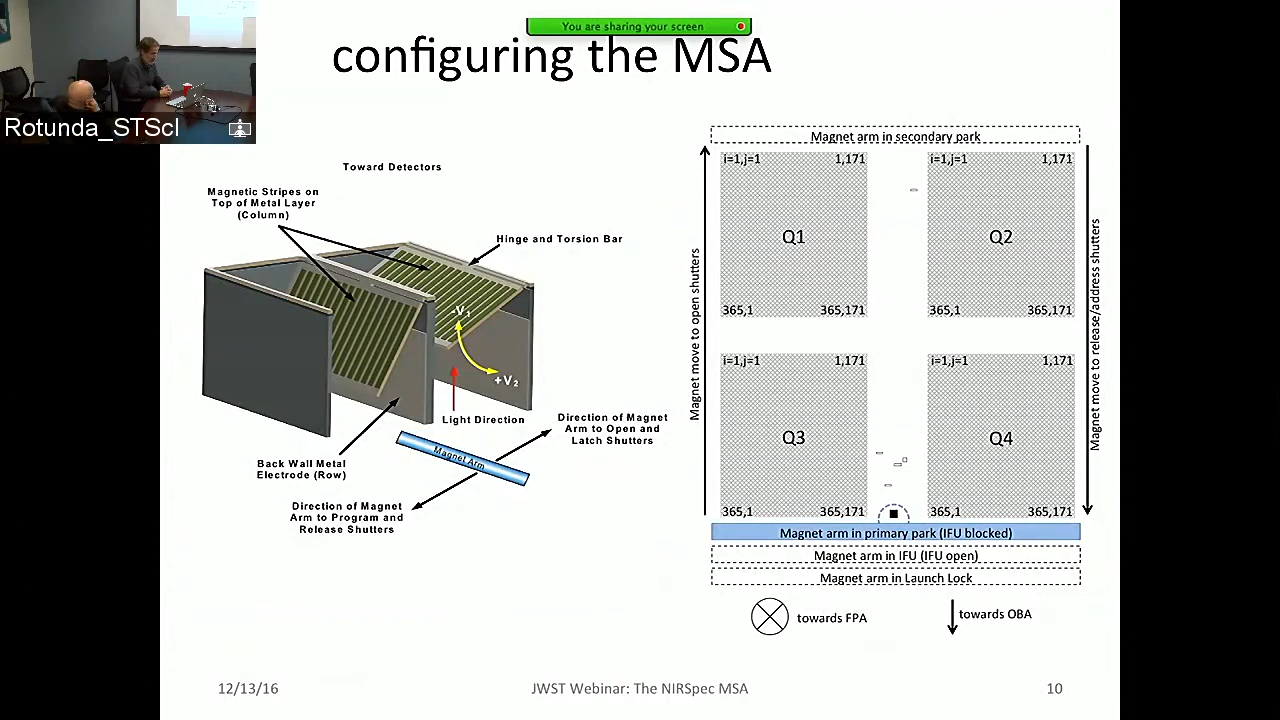 You are sharing your screen
configuring the MSA
Rotunda_STScI
Toward Detectors
Magnetic Stripes on
Top of Metal Layer
(Column)
Hinge and Torsion Bar
-V₁
+V₂
Light Direction
Direction of Magnet
Arm to Open and
Latch Shutters
Magnet Arm
Back Wall Metal
Electrode (Row)
Direction of Magnet
Arm to Program and
Release Shutters
Magnet arm in secondary park
i=1,j=1
1,171
i=1,j=1
1,171
Q1
Q2
365,1
365,171
365,1
365,171
Magnet move to open shutters
Magnet move to release/address shutters
i=1,j=1
1,171
i=1,j=1
1,171
Q3
Q4
365,1
365,171
365,1
365,171
Magnet arm in primary park (IFU blocked)
Magnet arm in IFU (IFU open)
Magnet arm in Launch Lock
towards FPA
towards OBA
12/13/16
JWST Webinar: The NIRSpec MSA
10